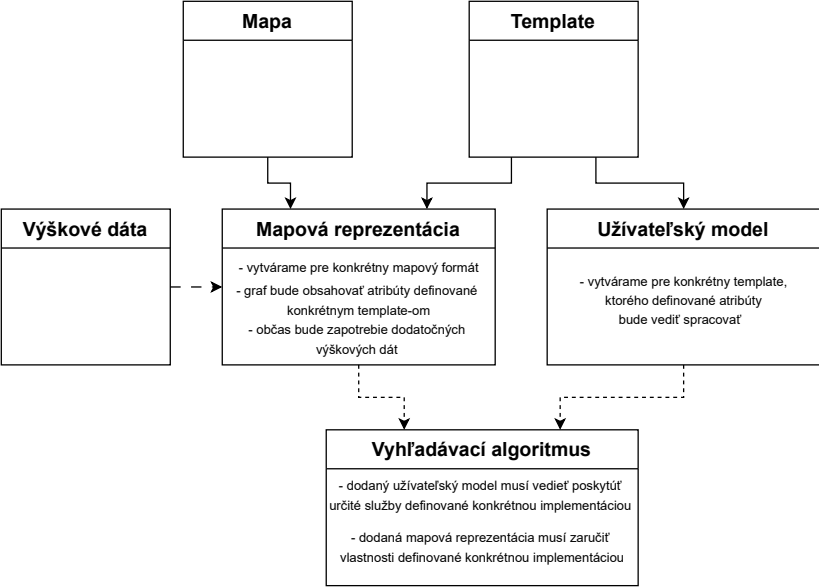 Mapa
Template
Výškové dáta
Mapová reprezentácia
- vytvárame pre konkrétny mapový formát
- graf bude obsahovať atribúty definované
konkrétnym template-om
- občas bude zapotrebie dodatočných
výškových dát
Užívateľský model
- vytvárame pre konkrétny template,
ktorého definované atribúty
bude vediť spracovať
Vyhľadávací algoritmus
- dodaný užívateľský model musí vedieť poskytúť
určité služby definované konkrétnou implementáciou
- dodaná mapová reprezentácia musí zaručiť
vlastnosti definované konkrétnou implementáciou